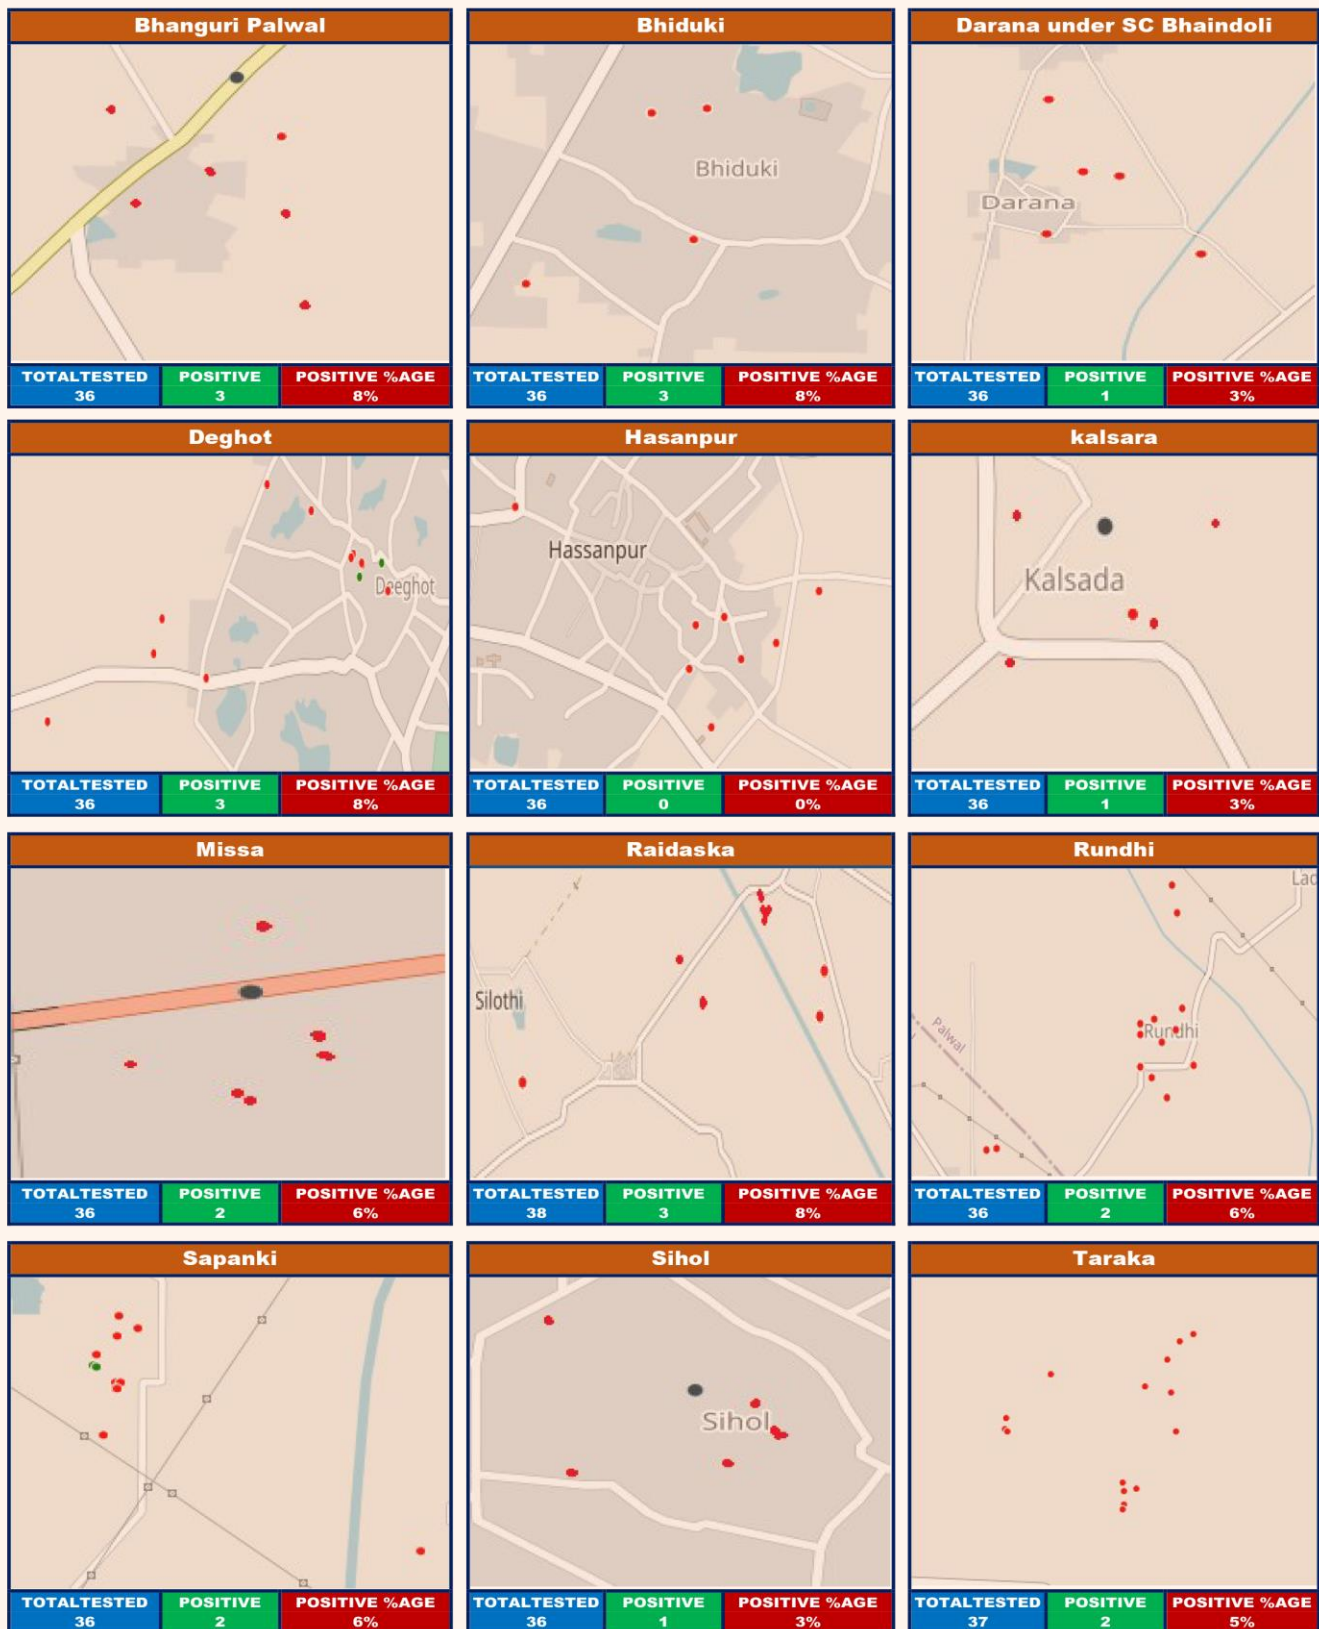 Bhanguri Palwal
TOTALTESTED POSITIVE POSITIVE %AGE
36 3 8%
Bhiduki
Bhiduki
TOTALTESTED POSITIVE POSITIVE %AGE
36 3 8%
Darana under SC Bhaindoli
Darana
TOTALTESTED POSITIVE POSITIVE %AGE
36 1 3%
Deghot
Deeghot
TOTALTESTED POSITIVE POSITIVE %AGE
36 3 8%
Hasanpur
Hassanpur
TOTALTESTED POSITIVE POSITIVE %AGE
36 0 0%
kalsara
Kalsada
TOTALTESTED POSITIVE POSITIVE %AGE
36 1 3%
Missa
TOTALTESTED POSITIVE POSITIVE %AGE
36 2 6%
Raidaska
Silothi
TOTALTESTED POSITIVE POSITIVE %AGE
38 3 8%
Rundhi
Lad
Palwal
Rundhi
TOTALTESTED POSITIVE POSITIVE %AGE
36 2 6%
Sapanki
TOTALTESTED POSITIVE POSITIVE %AGE
36 2 6%
Sihol
Sihol
TOTALTESTED POSITIVE POSITIVE %AGE
36 1 3%
Taraka
TOTALTESTED POSITIVE POSITIVE %AGE
37 2 5%